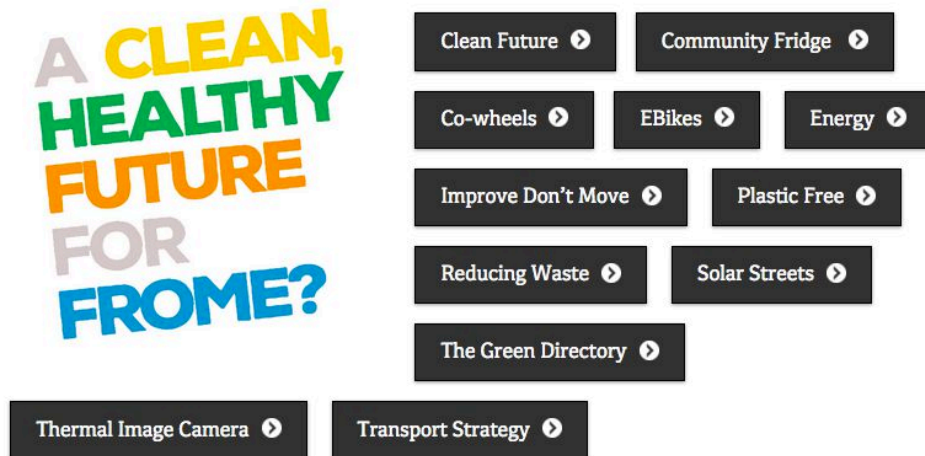 A CLEAN,
HEALTHY
FUTURE
FOR
FROME?
Clean Future
Community Fridge
Co-wheels
EBikes
Energy
Improve Don't Move
Plastic Free
Reducing Waste
Solar Streets
The Green Directory
Thermal Image Camera
Transport Strategy